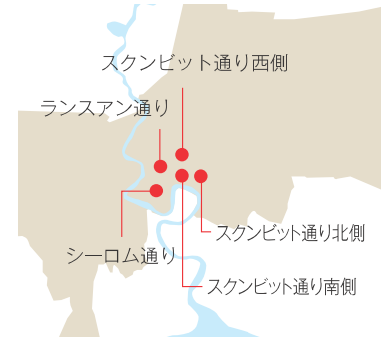 スクンビット通り西側
ランスアン通り
スクンビット通り北側
シーロム通り
スクンビット通り南側